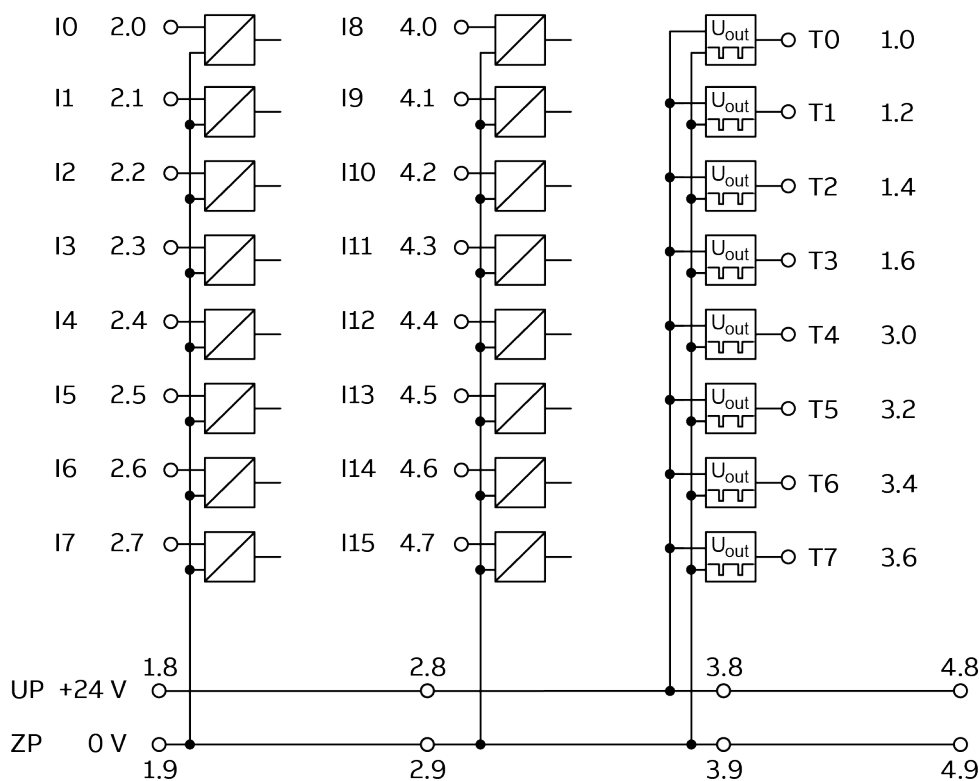 I0 2.0 I8 4.0 Uout T0 1.0
I1 2.1 I9 4.1 Uout T1 1.2
I2 2.2 I10 4.2 Uout T2 1.4
I3 2.3 I11 4.3 Uout T3 1.6
I4 2.4 I12 4.4 Uout T4 3.0
I5 2.5 I13 4.5 Uout T5 3.2
I6 2.6 I14 4.6 Uout T6 3.4
I7 2.7 I15 4.7 Uout T7 3.6
1.8 2.8 3.8 4.8
UP +24 V
ZP 0 V
1.9 2.9 3.9 4.9